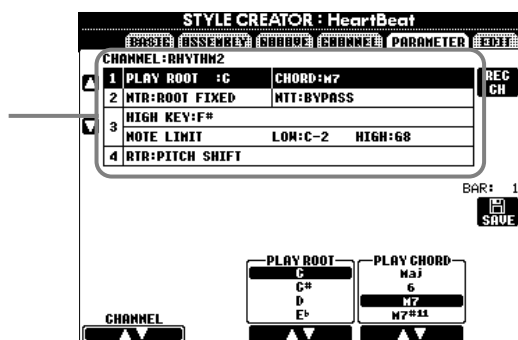 STYLE CREATOR : HeartBeat
BASIC ASSEMBLY GROOVE CHANNEL PARAMETER EDIT
CHANNEL:RHYTHM2
1 PLAY ROOT :C CHORD:M7
2 NTR:ROOT FIXED NTT:BYPASS
3 HIGH KEY:F#
NOTE LIMIT LOW:C-2 HIGH:G8
4 RTR:PITCH SHIFT
REC
CH
BAR: 1
SAVE
PLAY ROOT PLAY CHORD
C Maj
C# 6
D M7
E♭ M7#11
CHANNEL